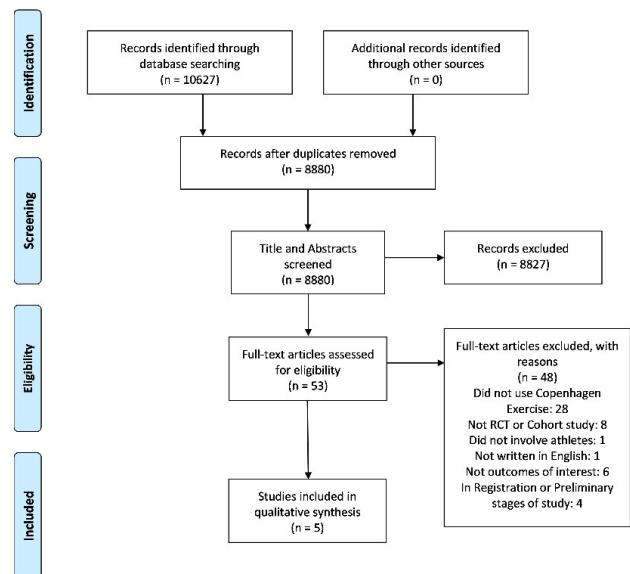 Identification
Records identified through
database searching
(n = 10627)
Additional records identified
through other sources
(n = 0)
Records after duplicates removed
(n = 8880)
Screening
Title and Abstracts
screened
(n = 8880)
Records excluded
(n = 8827)
Eligibility
Full-text articles assessed
for eligibility
(n = 53)
Full-text articles excluded, with
reasons
(n = 48)
Did not use Copenhagen
Exercise: 28
Not RCT or Cohort study: 8
Did not involve athletes: 1
Not written in English: 1
Not outcomes of interest: 6
In Registration or Preliminary
stages of study: 4
Included
Studies included in
qualitative synthesis
(n = 5)